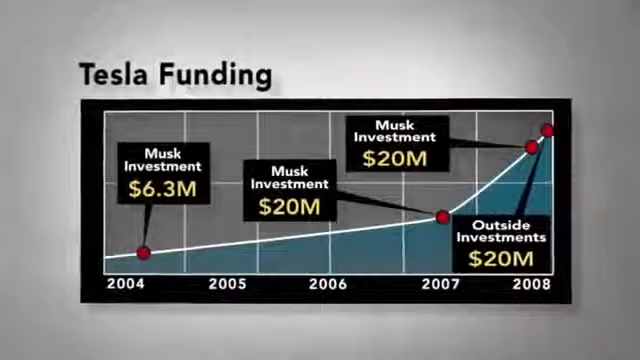 Tesla Funding
Musk
Investment
$6.3M
Musk
Investment
$20M
Musk
Investment
$20M
Outside
Investments
$20M
2004 2005 2006 2007 2008